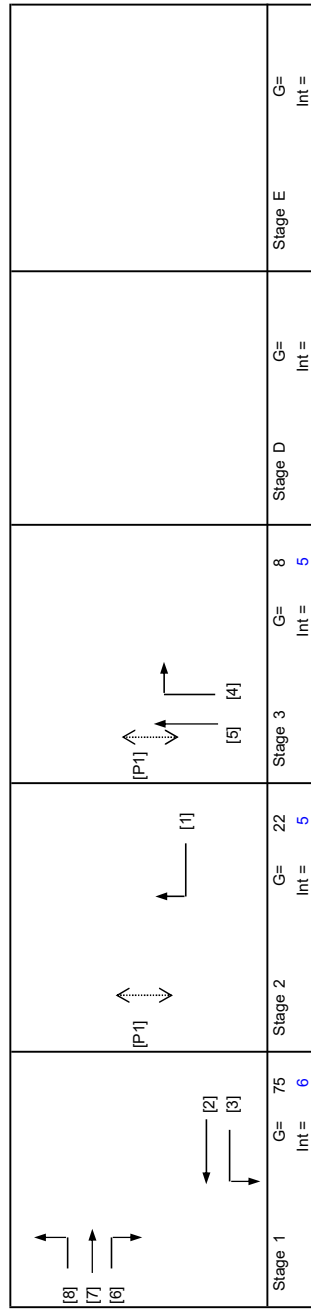 [8]
[7]
[6]
[2]
[3]
Stage 1 G= 75
Int = 6
[P1]
[1]
Stage 2 G= 22
Int = 5
[P1]
[5]
[4]
Stage 3 G= 8
Int = 5
Stage D G=
Int =
Stage E G=
Int =